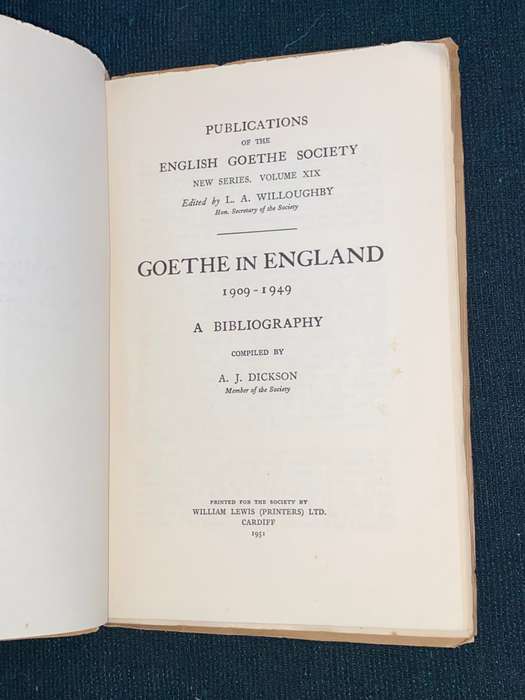 PUBLICATIONS
OF THE
ENGLISH GOETHE SOCIETY
NEW SERIES. VOLUME XIX
Edited by L. A. WILLOUGHBY
Hon. Secretary of the Society
GOETHE IN ENGLAND
1909-1949
A BIBLIOGRAPHY
COMPILED BY
A. J. DICKSON
Member of the Society
PRINTED FOR THE SOCIETY BY
WILLIAM LEWIS (PRINTERS) LTD.
CARDIFF
1951